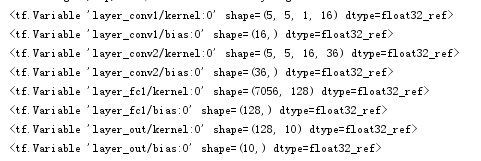 <tf.Variable 'layer_conv1/kernel:0' shape=(5, 5, 1, 16) dtype=float32_ref>
<tf.Variable 'layer_conv1/bias:0' shape=(16,) dtype=float32_ref>
<tf.Variable 'layer_conv2/kernel:0' shape=(5, 5, 16, 36) dtype=float32_ref>
<tf.Variable 'layer_conv2/bias:0' shape=(36,) dtype=float32_ref>
<tf.Variable 'layer_fc1/kernel:0' shape=(7056, 128) dtype=float32_ref>
<tf.Variable 'layer_fc1/bias:0' shape=(128,) dtype=float32_ref>
<tf.Variable 'layer_out/kernel:0' shape=(128, 10) dtype=float32_ref>
<tf.Variable 'layer_out/bias:0' shape=(10,) dtype=float32_ref>